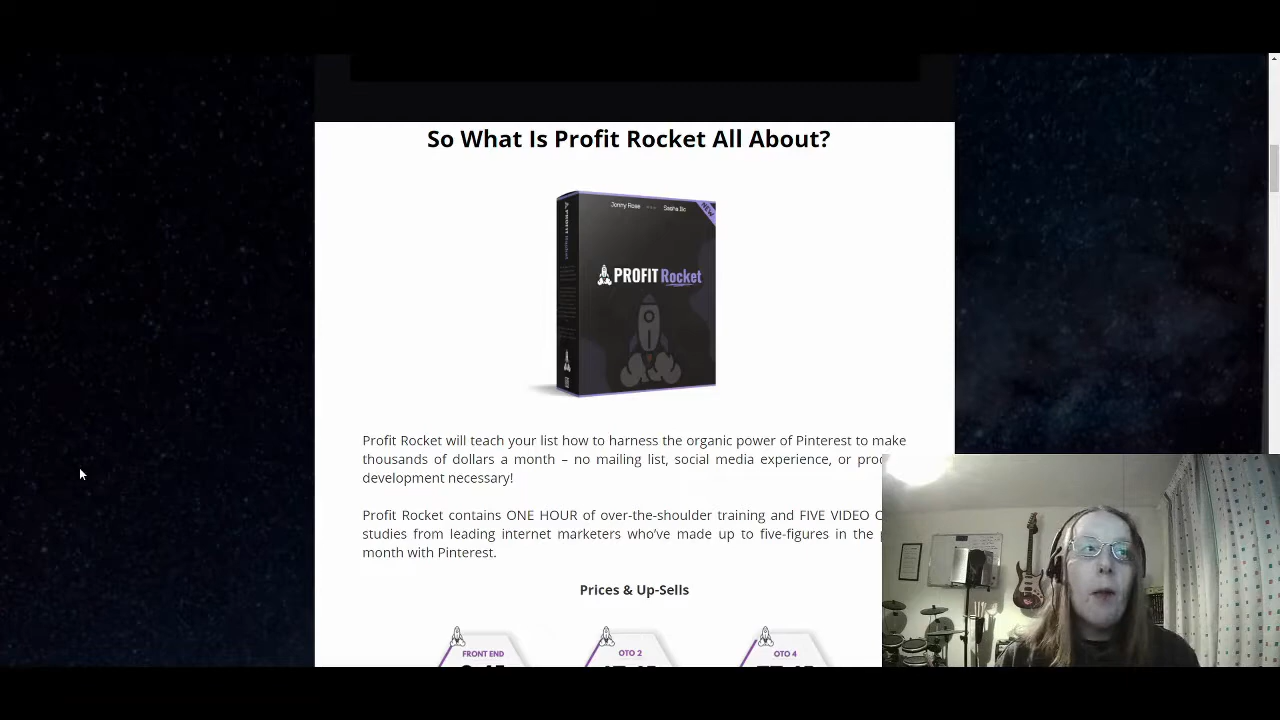 So What Is Profit Rocket All About?
Jonny Rose
Sasha Ilic
NEW
PROFIT Rocket
PROFIT Rocket
Profit Rocket will teach your list how to harness the organic power of Pinterest to make
thousands of dollars a month – no mailing list, social media experience, or
development necessary!
Profit Rocket contains ONE HOUR of over-the-shoulder training and FIVE VIDEO
studies from leading internet marketers who've made up to five-figures in the
month with Pinterest.
Prices & Up-Sells
FRONT END
OTO 2
OTO 4